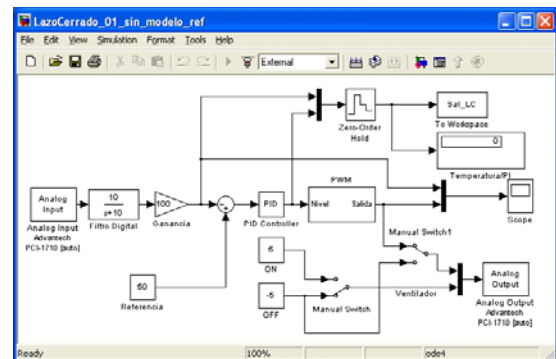 LazoCerrado_01_sin_modelo_ref
File Edit View Simulation Format Tools Help
External
Zero-Order
Hold
Sal_LC
To Workspace
0
Temperatura/PI
Analog
Input
Analog Input
Advantech
PCI-1710 [auto]
10
s+10
Filtro Digital
100
Ganancia
PID
PID Controller
PWM
Nivel
Salida
Scope
Manual Switch1
60
Referencia
6
ON
-5
OFF
Manual Switch
Ventilador
Analog
Output
Analog Output
Advantech
PCI-1710 [auto]
Ready
100%
ode4